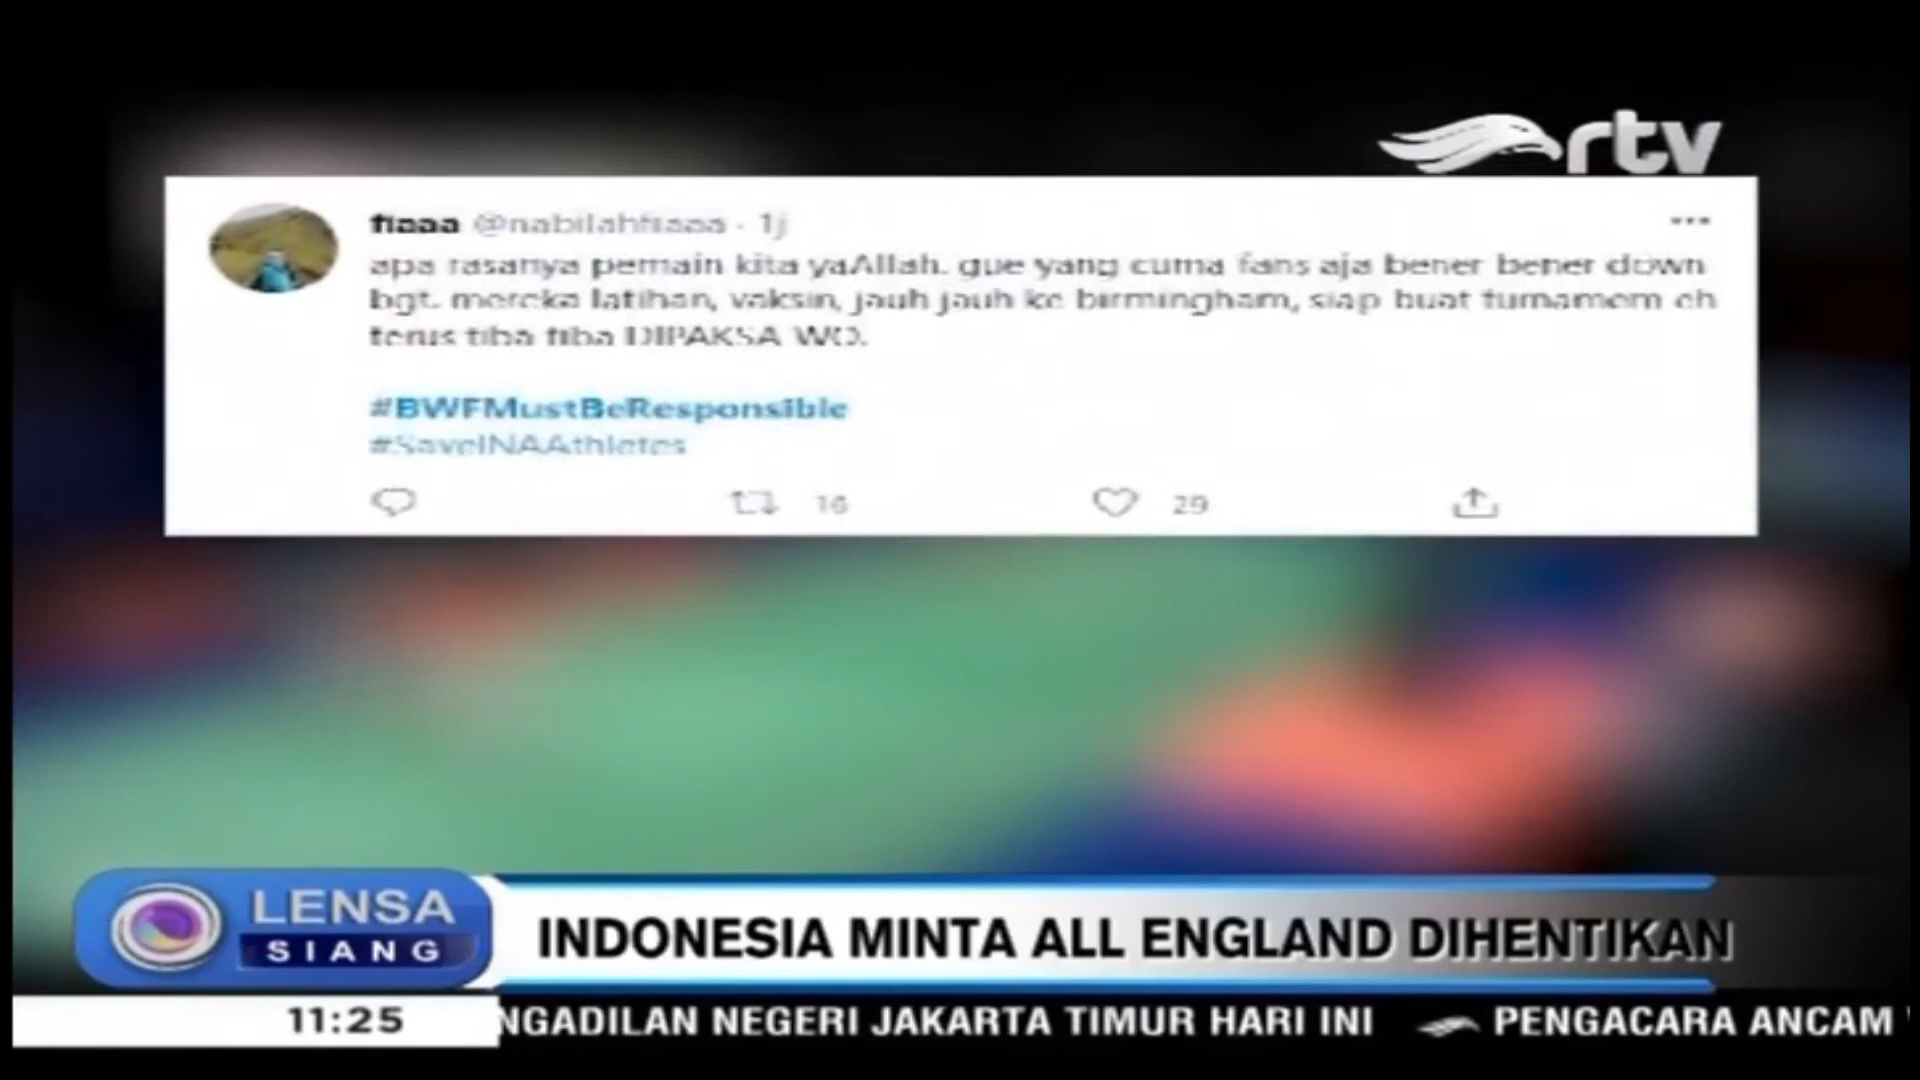 rtv
fiaaa @nabilahfiaaa · 1j
apa rasanya pemain kita yaAllah. gue yang cuma fans aja bener bener down
bgt. mereka latihan, vaksin, jauh jauh ke birmingham, siap buat turnamem eh
terus tiba tiba DIPAKSA WO.
#BWFMustBeResponsible
#SaveINAAthletes
16 29
LENSA
SIANG
INDONESIA MINTA ALL ENGLAND DIHENTIKAN
11:25 NGADILAN NEGERI JAKARTA TIMUR HARI INI PENGACARA ANCAM